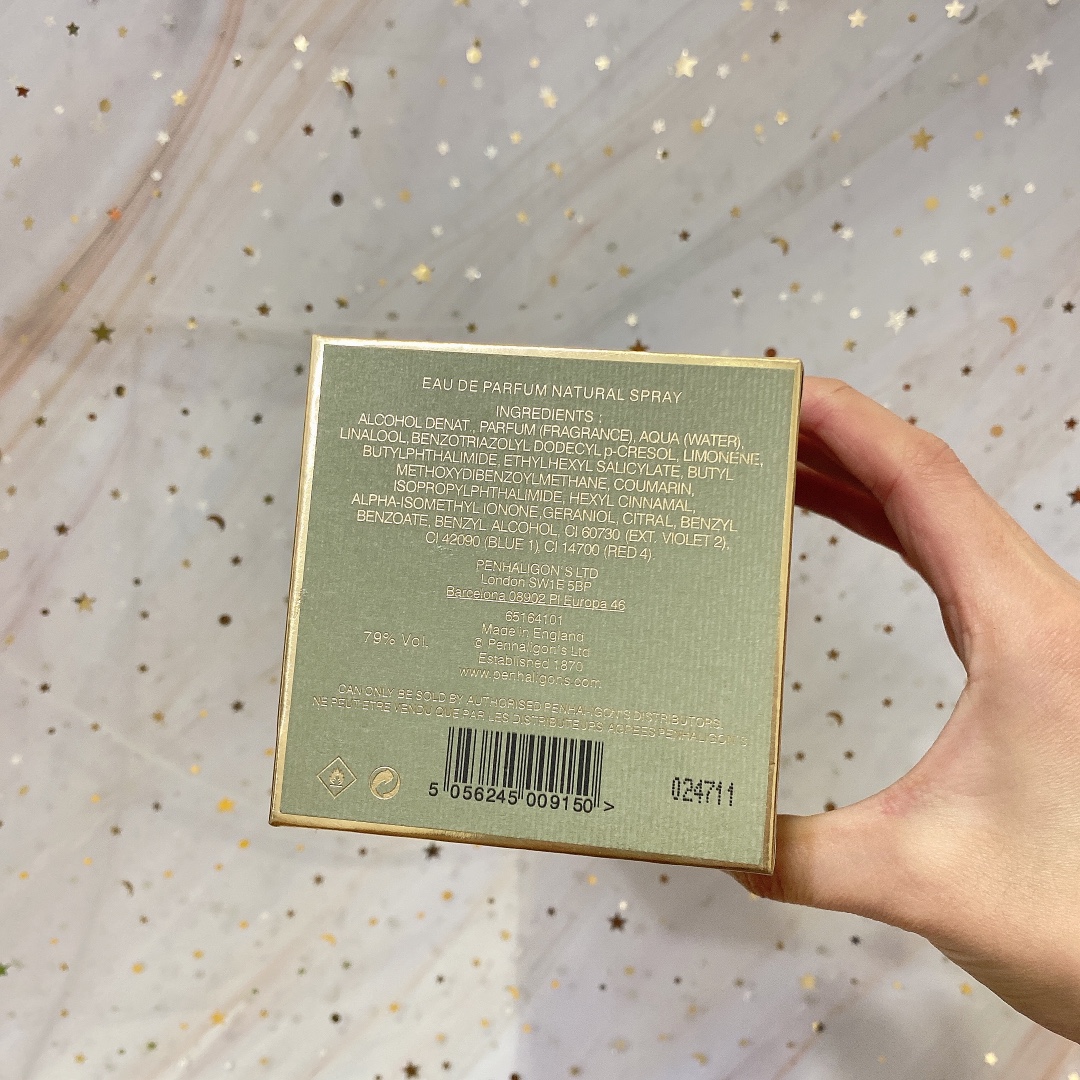 EAU DE PARFUM NATURAL SPRAY
INGREDIENTS :
ALCOHOL DENAT., PARFUM (FRAGRANCE), AQUA (WATER),
LINALOOL, BENZOTRIAZOLYL DODECYL p-CRESOL, LIMONENE,
BUTYLPHTHALIMIDE, ETHYLHEXYL SALICYLATE, BUTYL
METHOXYDIBENZOYLMETHANE, COUMARIN,
ISOPROPYLPHTHALIMIDE, HEXYL CINNAMAL,
ALPHA-ISOMETHYL IONONE, GERANIOL, CITRAL, BENZYL
BENZOATE, BENZYL ALCOHOL, CI 60730 (EXT. VIOLET 2),
CI 42090 (BLUE 1), CI 14700 (RED 4).
PENHALIGON'S LTD
London SW1E 5BP
Barcelona 08902 Pl Europa 46
65164101
Made in England
79% Vol.
© Penhaligon's Ltd
Established 1870
www.penhaligons.com
CAN ONLY BE SOLD BY AUTHORISED PENHALIGON'S DISTRIBUTORS.
NE PEUT ETRE VENDU QUE PAR LES DISTRIBUTEURS AGREES PENHALIGON'S
5 056245 009150 >
024711